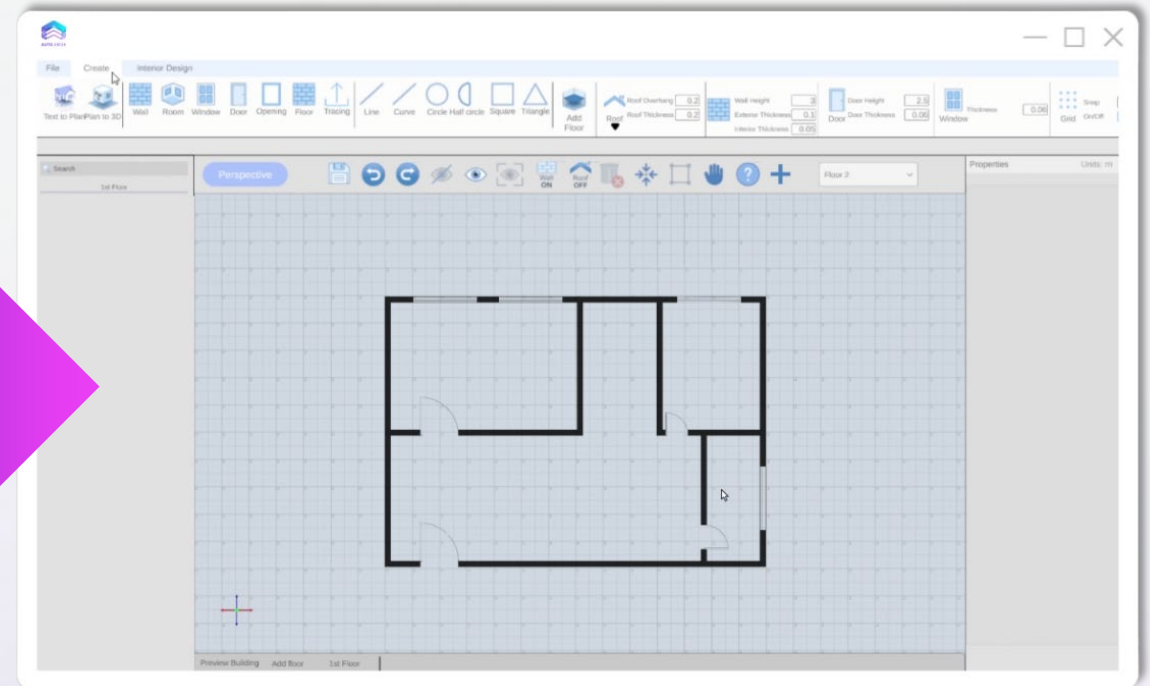 File Create Interior Design
Text to Plan Plan to 3D Wall Room Window Door Opening Floor Tracing Line Curve Circle Half circle Square Triangle
Add
Floor
Roof
Roof Overhang 0.2
Roof Thickness 0.2
Wall Height 3
Exterior Thickness 0.1
Interior Thickness 0.05
Door
Door Height 2.5
Door Thickness 0.06
Window
Thickness 0.06
Grid
Snap
On/Off
Search
1st Floor
Perspective
Wall
ON
Roof
OFF
?
Floor 2
Properties Units: m
Preview Building Add floor 1st Floor